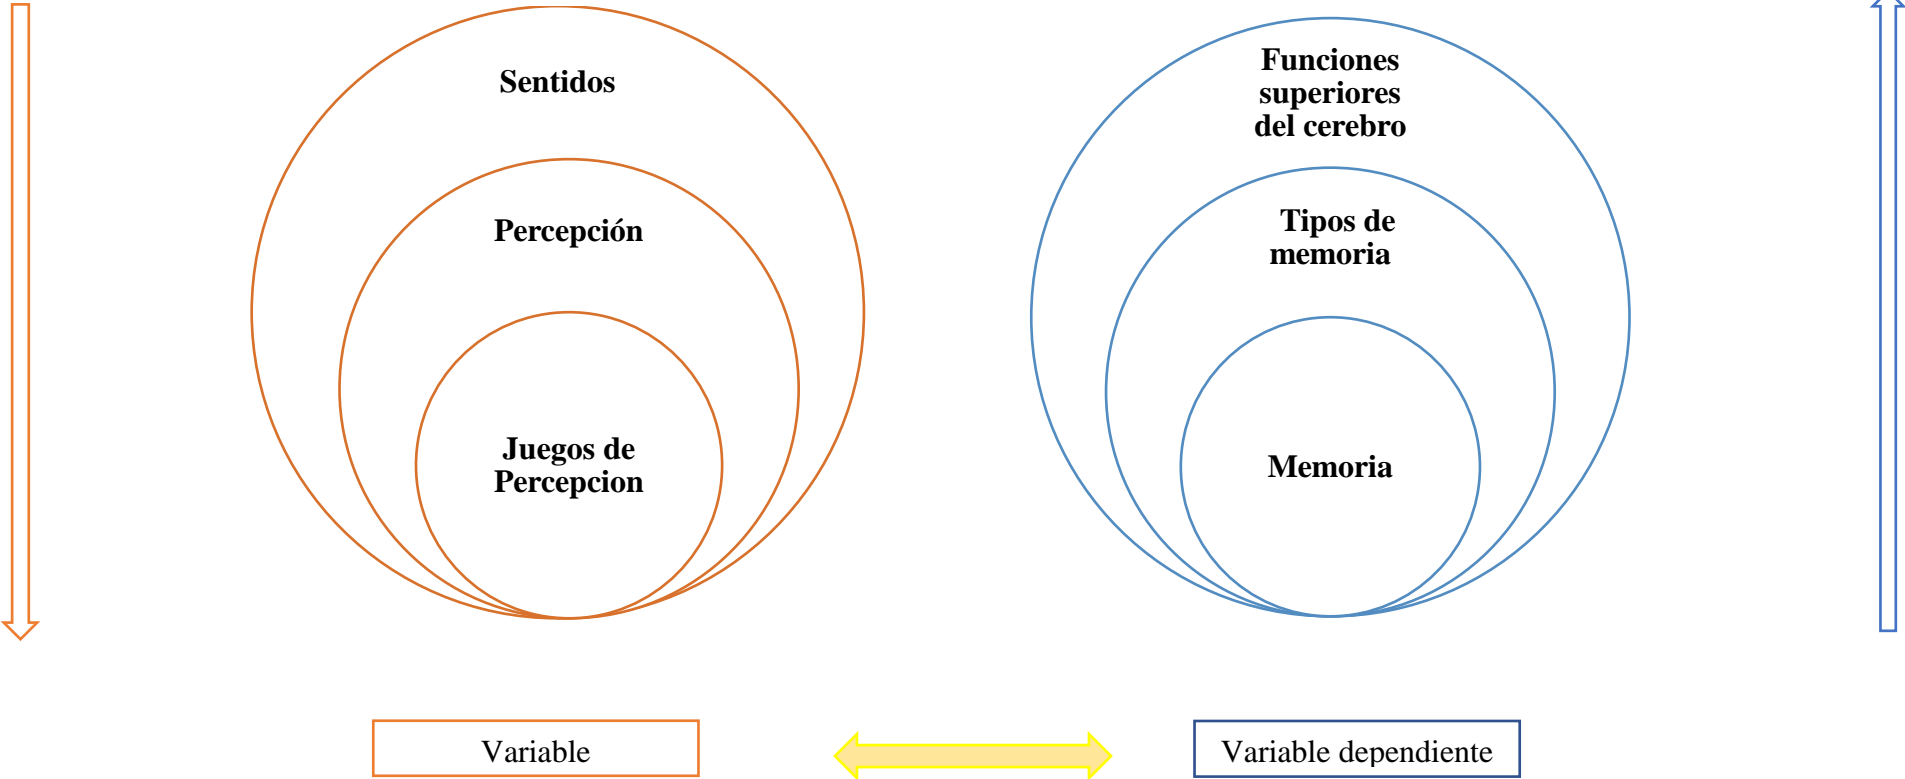 Sentidos
Percepción
Juegos de
Percepcion
Funciones
superiores
del cerebro
Tipos de
memoria
Memoria
Variable
Variable dependiente